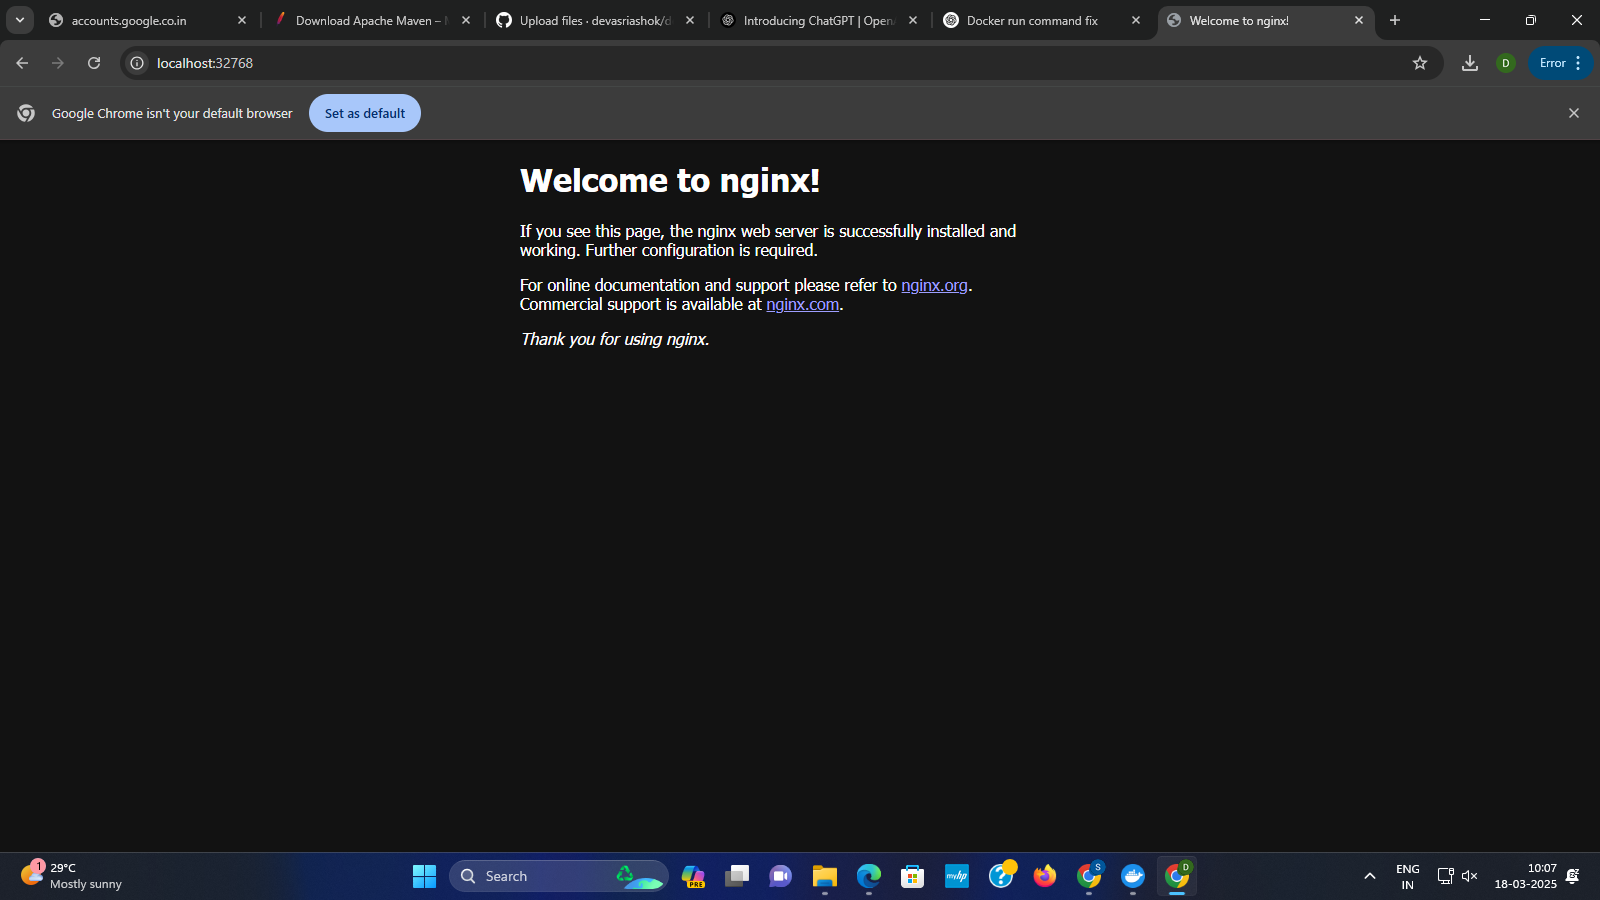 accounts.google.co.in
Download Apache Maven –
Upload files · devasriashok/d
Introducing ChatGPT | Open
Docker run command fix
Welcome to nginx!
localhost:32768
D
Error
Google Chrome isn't your default browser
Set as default
Welcome to nginx!
If you see this page, the nginx web server is successfully installed and
working. Further configuration is required.
For online documentation and support please refer to nginx.org.
Commercial support is available at nginx.com.
Thank you for using nginx.
1
29°C
Mostly sunny
Search
PRE
myhp
S
D
ENG
IN
10:07
18-03-2025